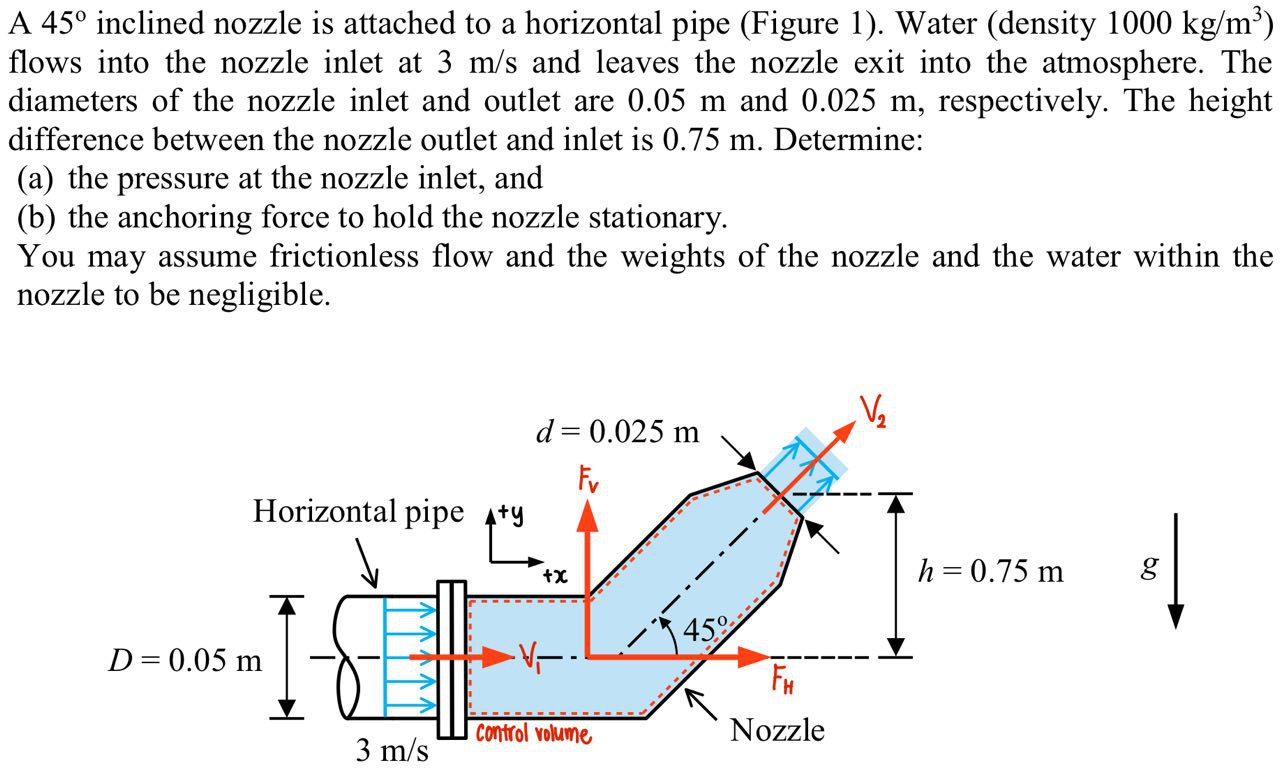 A 45º inclined nozzle is attached to a horizontal pipe (Figure 1). Water (density 1000 kg/m³)
flows into the nozzle inlet at 3 m/s and leaves the nozzle exit into the atmosphere. The
diameters of the nozzle inlet and outlet are 0.05 m and 0.025 m, respectively. The height
difference between the nozzle outlet and inlet is 0.75 m. Determine:
(a) the pressure at the nozzle inlet, and
(b) the anchoring force to hold the nozzle stationary.
You may assume frictionless flow and the weights of the nozzle and the water within the
nozzle to be negligible.
V₂
d = 0.025 m
Fv
Horizontal pipe
+y
+x
h = 0.75 m
g
45º
D = 0.05 m
V₁
FH
Nozzle
control volume
3 m/s